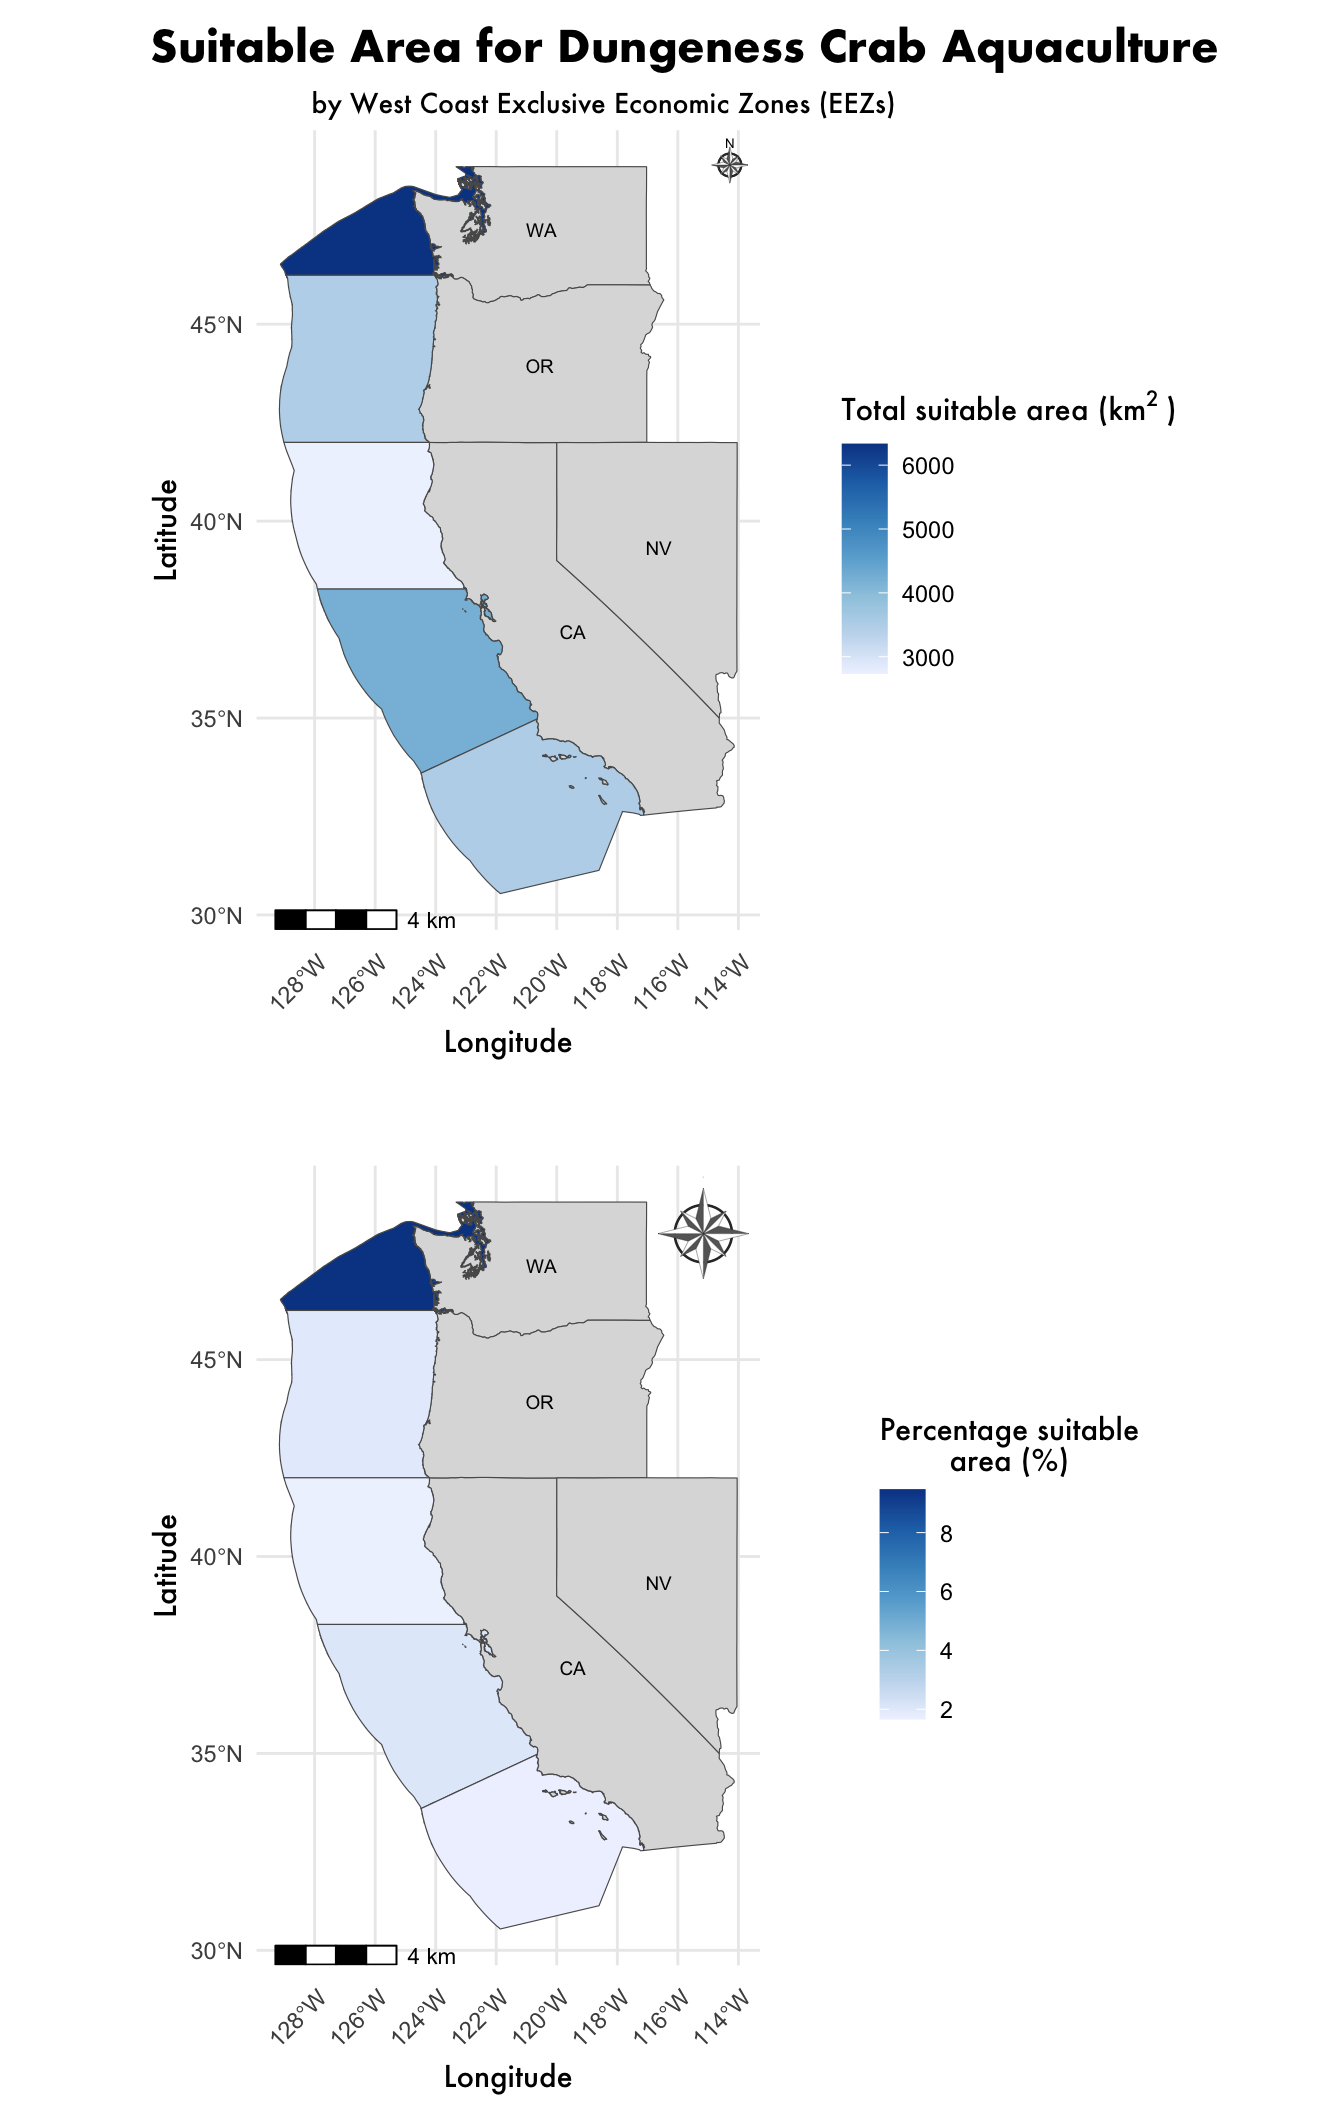 Suitable Area for Dungeness Crab Aquaculture
by West Coast Exclusive Economic Zones (EEZs)
N
WA
45°N
OR
Total suitable area (km² )
6000
5000
4000
3000
40°N
NV
CA
35°N
30°N
4 km
128°W
126°W
124°W
122°W
120°W
118°W
116°W
114°W
Latitude
Longitude
WA
45°N
OR
Percentage suitable
area (%)
8
6
4
2
40°N
NV
CA
35°N
30°N
4 km
128°W
126°W
124°W
122°W
120°W
118°W
116°W
114°W
Latitude
Longitude